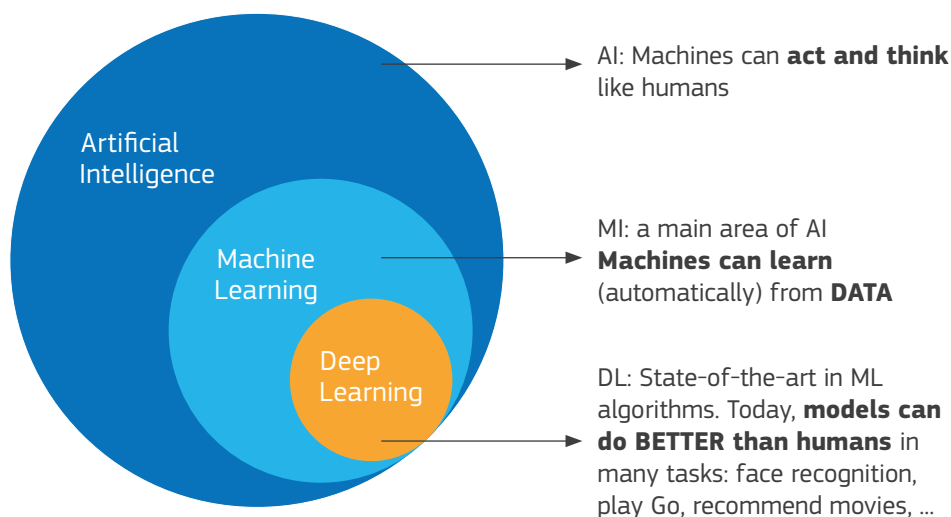 AI: Machines can act and think
like humans
Artificial
Intelligence
MI: a main area of AI
Machines can learn
(automatically) from DATA
Machine
Learning
Deep
Learning
DL: State-of-the-art in ML
algorithms. Today, models can
do BETTER than humans in
many tasks: face recognition,
play Go, recommend movies, ...